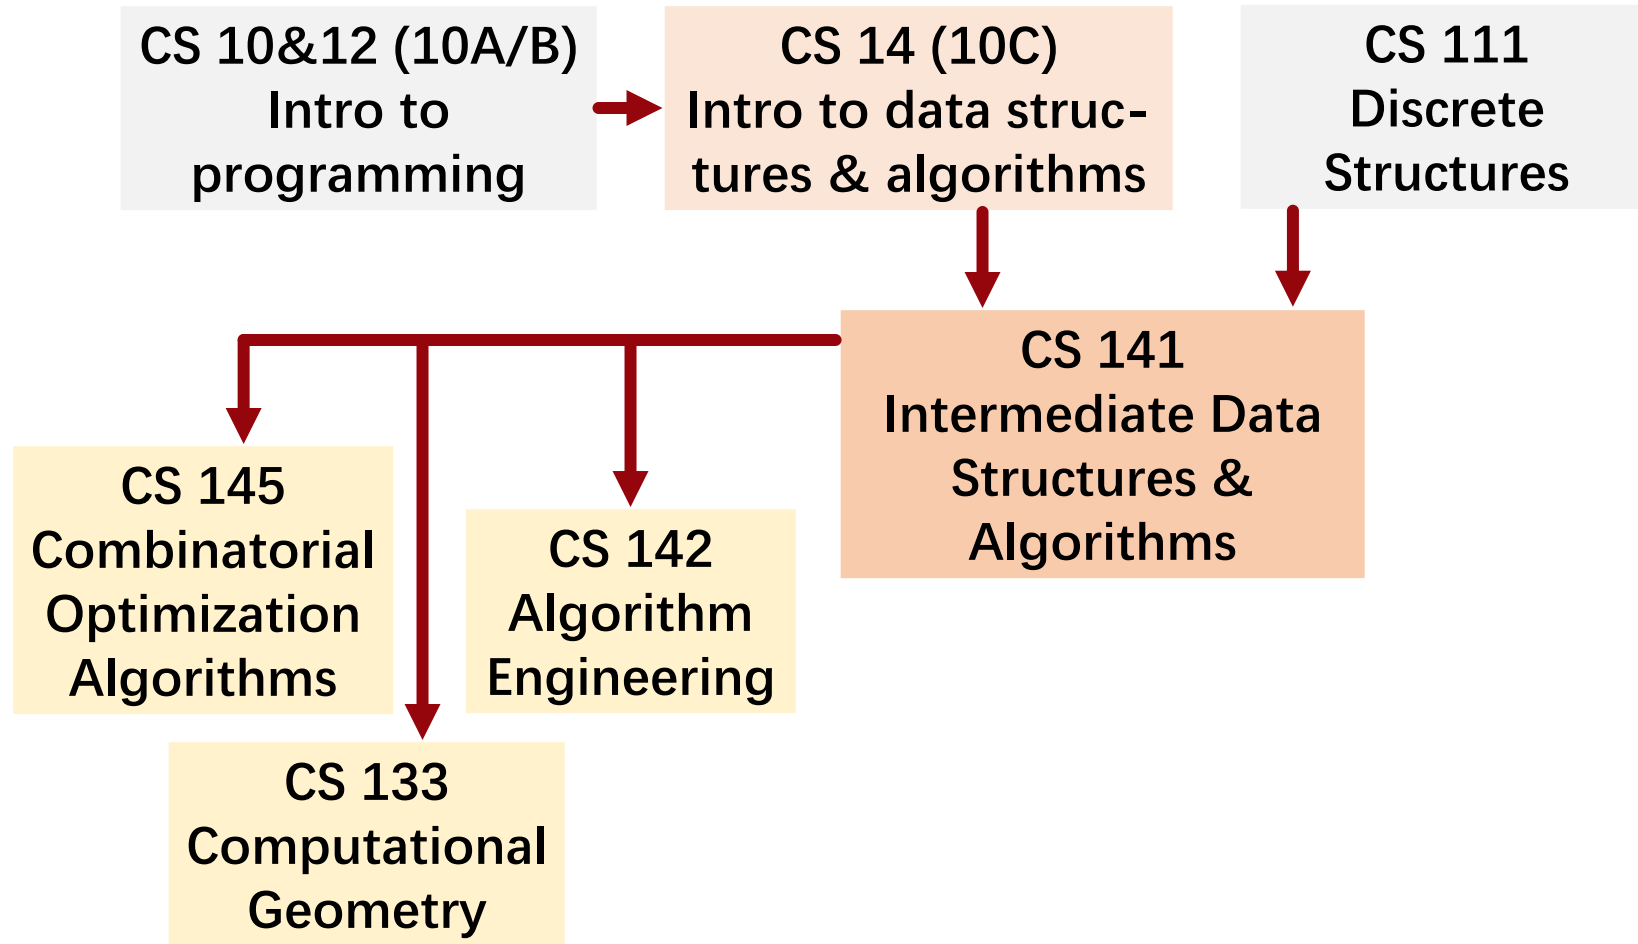 CS 10&12 (10A/B)
Intro to
programming
CS 14 (10C)
Intro to data struc-
tures & algorithms
CS 111
Discrete
Structures
CS 141
Intermediate Data
Structures &
Algorithms
CS 145
Combinatorial
Optimization
Algorithms
CS 142
Algorithm
Engineering
CS 133
Computational
Geometry